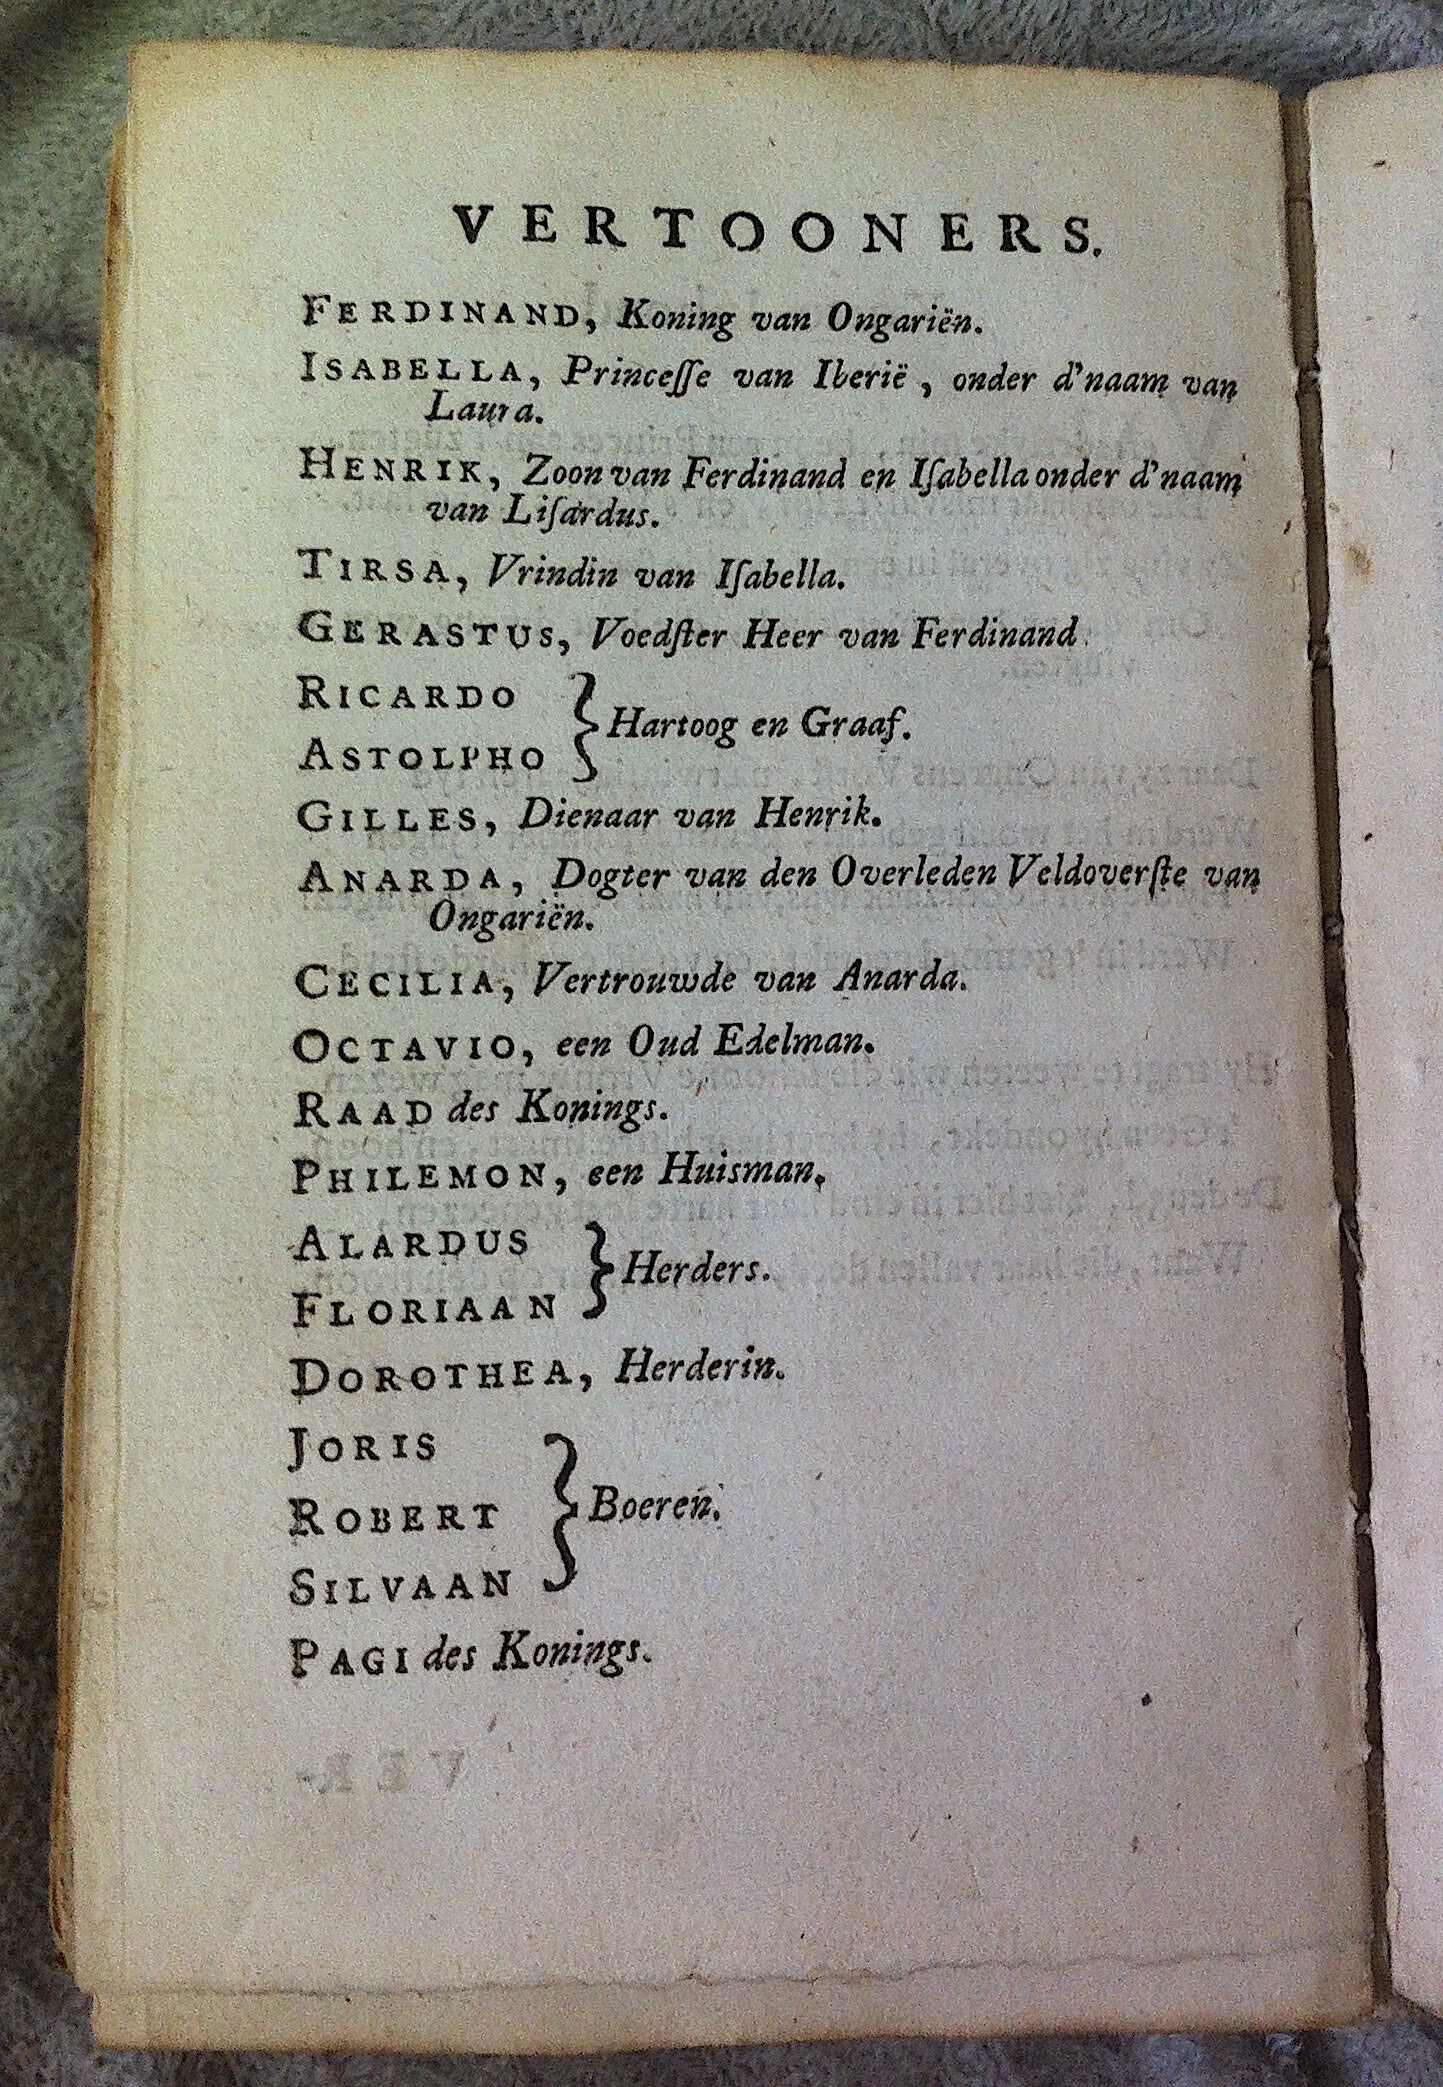 VERTOONERS.
FERDINAND, Koning van Ongariën.
ISABELLA, Princeſſe van Iberië, onder d'naam van
Laura.
HENRIK, Zoon van Ferdinand en Iſabella onder d'naam
van Liſardus.
TIRSA, Vrindin van Iſabella.
GERASTUS, Voedſter Heer van Ferdinand.
RICARDO
ASTOLPHO } Hartoog en Graaf.
GILLES, Dienaar van Henrik.
ANARDA, Dogter van den Overleden Veldoverſte van
Ongariën.
CECILIA, Vertrouwde van Anarda.
OCTAVIO, een Oud Edelman.
RAAD des Konings.
PHILEMON, een Huisman.
ALARDUS
FLORIAAN } Herders.
DOROTHEA, Herderin.
JORIS
ROBERT } Boeren.
SILVAAN
PAGI des Konings.